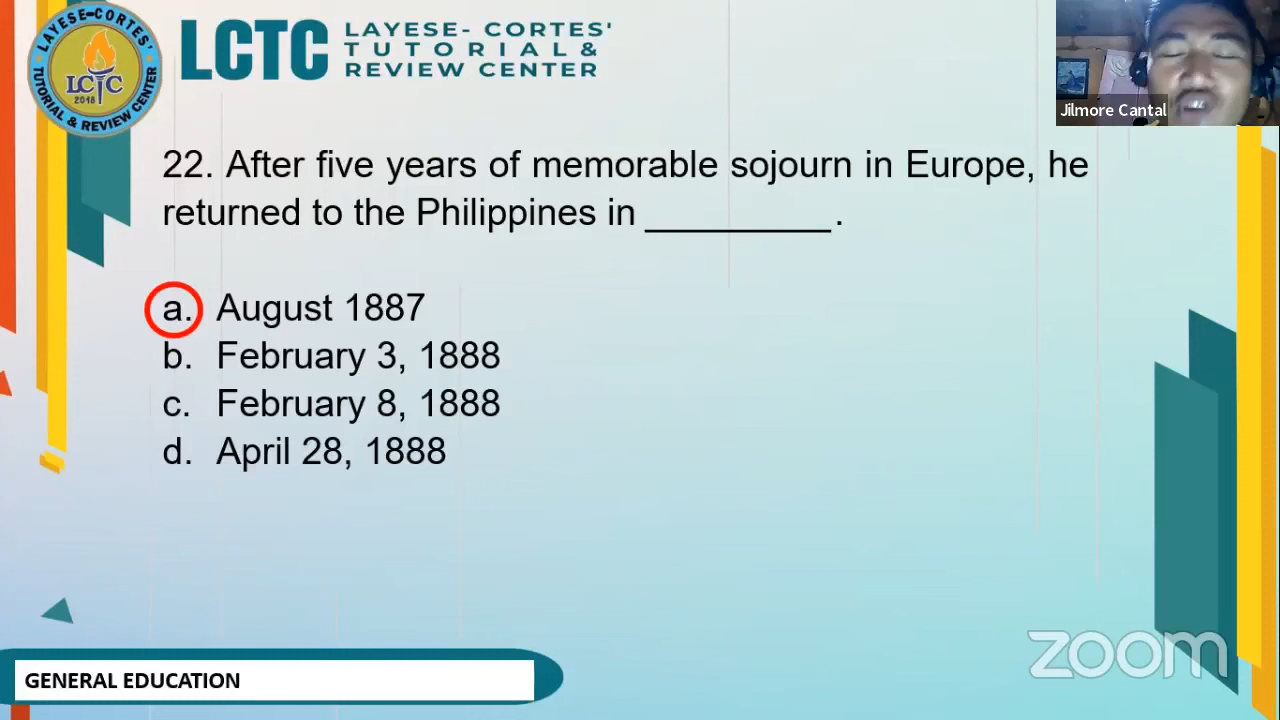 LAYESE-CORTES'
TUTORIAL & REVIEW CENTER
LCTC
2018
LCTC
LAYESE- CORTES'
TUTORIAL &
REVIEW CENTER
Jilmore Cantal
22. After five years of memorable sojourn in Europe, he
returned to the Philippines in _________.
a. August 1887
b. February 3, 1888
c. February 8, 1888
d. April 28, 1888
zoom
GENERAL EDUCATION